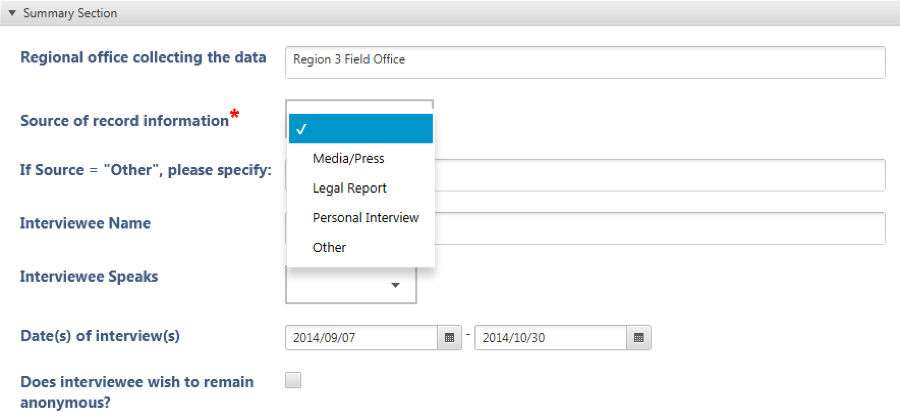 Summary Section
Regional office collecting the data
Region 3 Field Office
Source of record information*
Media/Press
If Source = "Other", please specify:
Legal Report
Personal Interview
Interviewee Name
Other
Interviewee Speaks
Date(s) of interview(s)
2014/09/07 - 2014/10/30
Does interviewee wish to remain
anonymous?